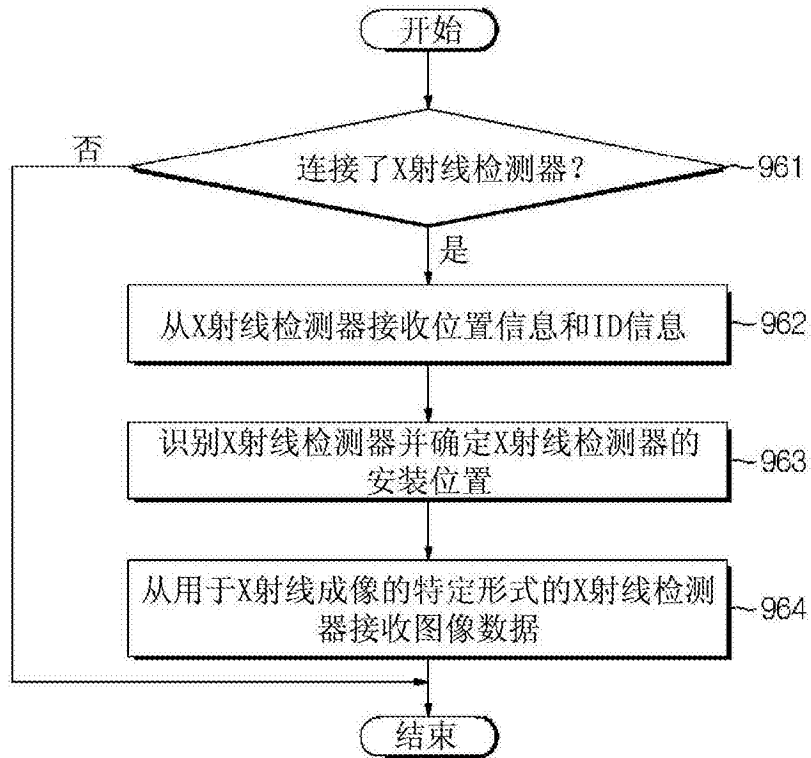 开始
否
连接了X射线检测器？
961
是
从X射线检测器接收位置信息和ID信息
962
识别X射线检测器并确定X射线检测器的
安装位置
963
从用于X射线成像的特定形式的X射线检测
器接收图像数据
964
结束